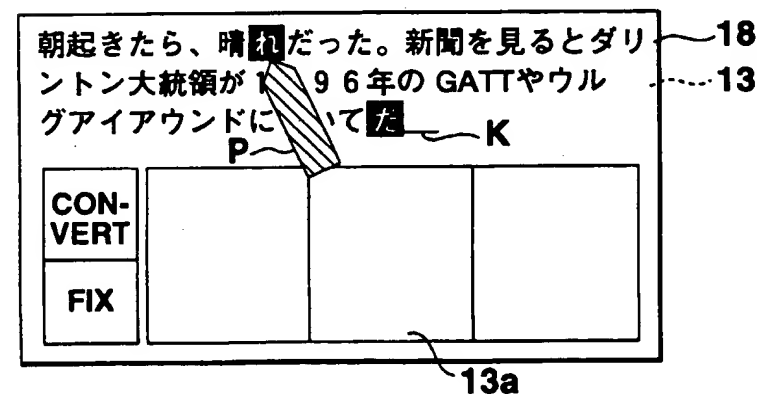 朝起きたら、晴れだった。新聞を見るとダリ
ントン大統領が1 96年の GATTやウル
グアイアウンドに いてだ
18
13
P
K
CON-
VERT
FIX
13a